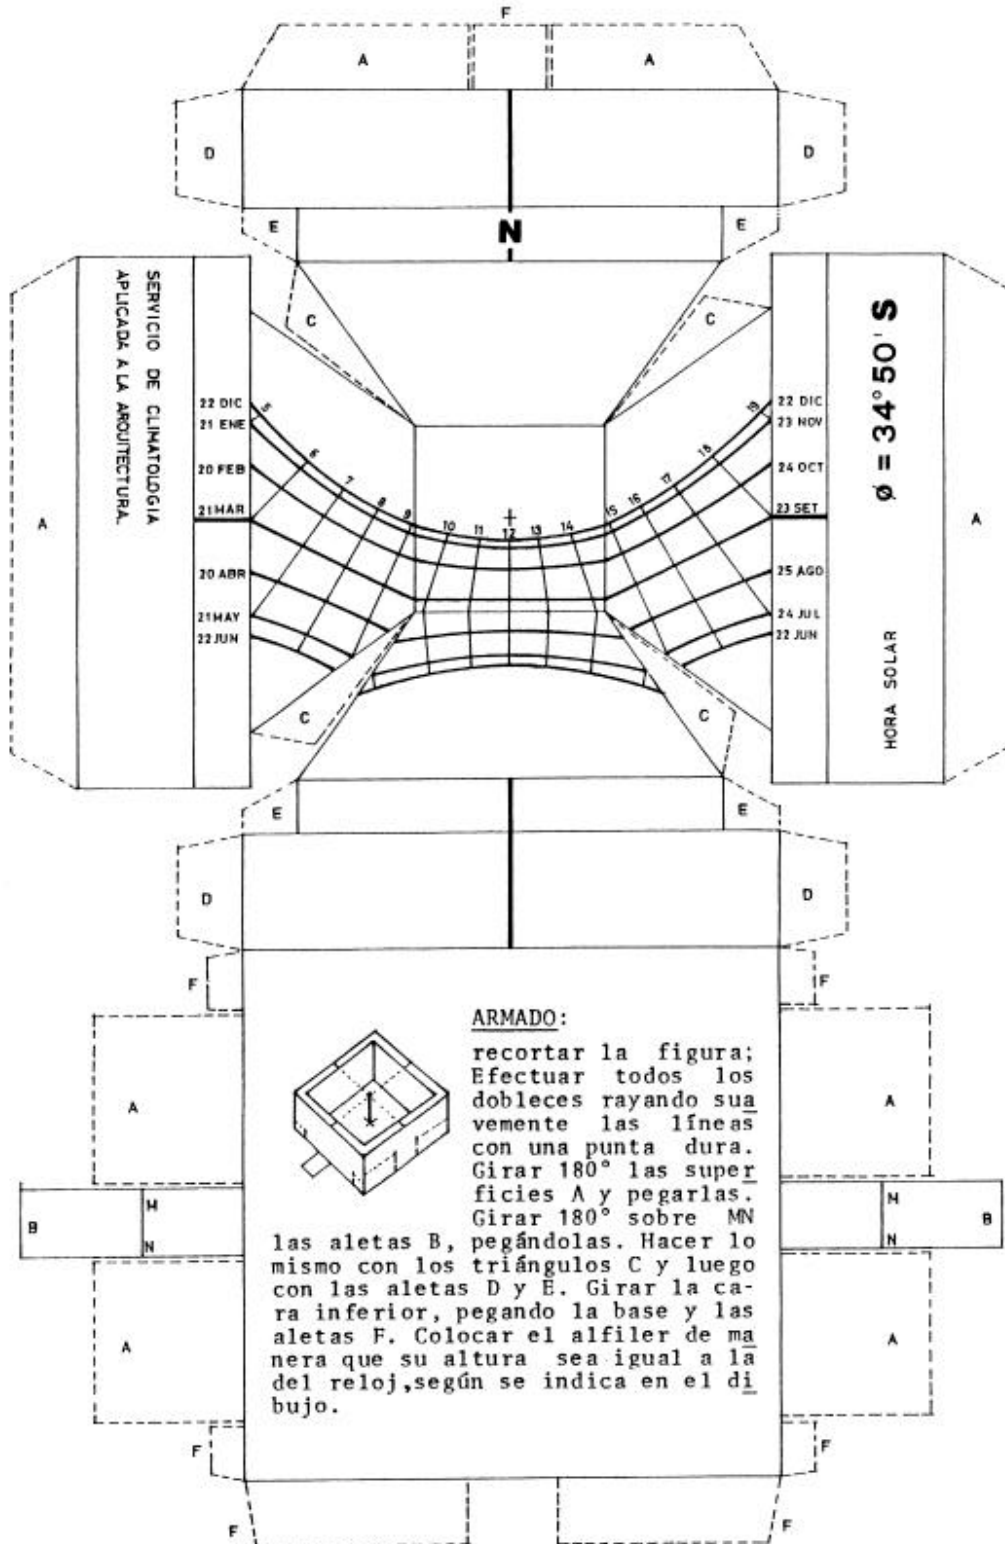 F
A
A
D
D
E
N
E
C
C
SERVICIO DE CLIMATOLOGIA
APLICADA A LA ARQUITECTURA.
Ø = 34° 50' S
HORA SOLAR
A
A
22 DIC
21 ENE
20 FEB
21 MAR
20 ABR
21 MAY
22 JUN
5
6
7
8
9
10
11
12
13
14
15
16
17
18
19
22 DIC
23 NOV
24 OCT
23 SET
25 AGO
24 JUL
22 JUN
C
C
E
E
D
D
F
F
ARMADO:
recortar la figura;
Efectuar todos los
dobleces rayando sua
vemente las líneas
con una punta dura.
Girar 180° las super
ficies A y pegarlas.
Girar 180° sobre MN
las aletas B, pegándolas. Hacer lo
mismo con los triángulos C y luego
con las aletas D y E. Girar la ca-
ra inferior, pegando la base y las
aletas F. Colocar el alfiler de ma
nera que su altura sea igual a la
del reloj,según se indica en el di
bujo.
A
A
B
M
N
M
N
B
A
A
F
F
F
F